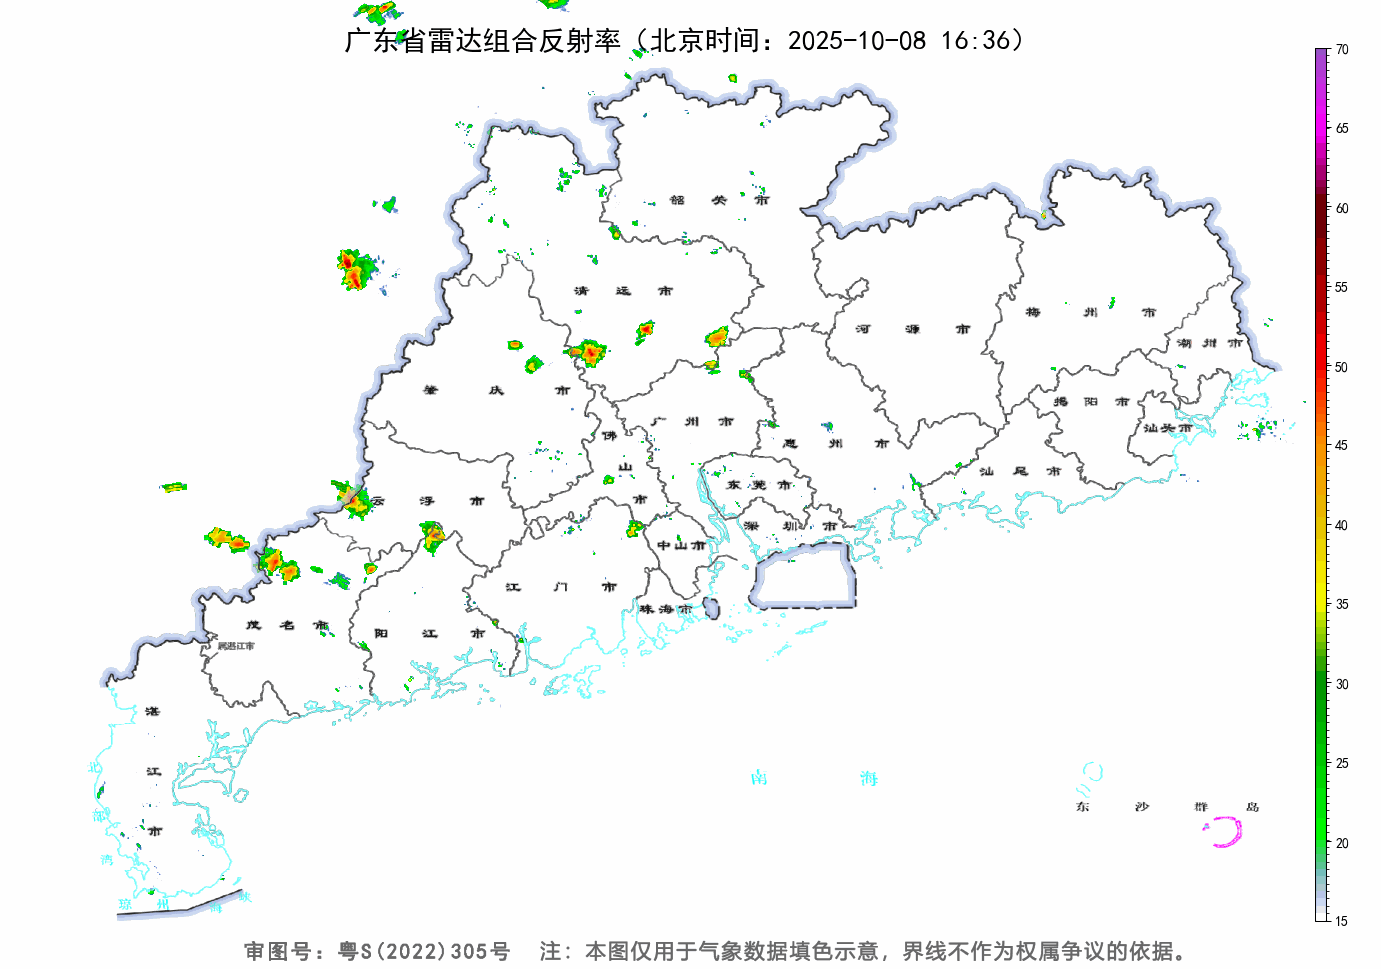 广东省雷达组合反射率（北京时间：2025-10-08 16:36）
70
65
60
55
50
45
40
35
30
25
20
15
韶关市
清远市
河源市
梅州市
潮州市
肇庆市
揭阳市
广州市
佛山市
惠州市
汕头市
汕尾市
云浮市
东莞市
深圳市
中山市
江门市
珠海市
茂名市
阳江市
属湛江市
湛江市
北部湾
琼州海峡
南海
东沙群岛
审图号：粤S(2022)305号 注：本图仅用于气象数据填色示意，界线不作为权属争议的依据。